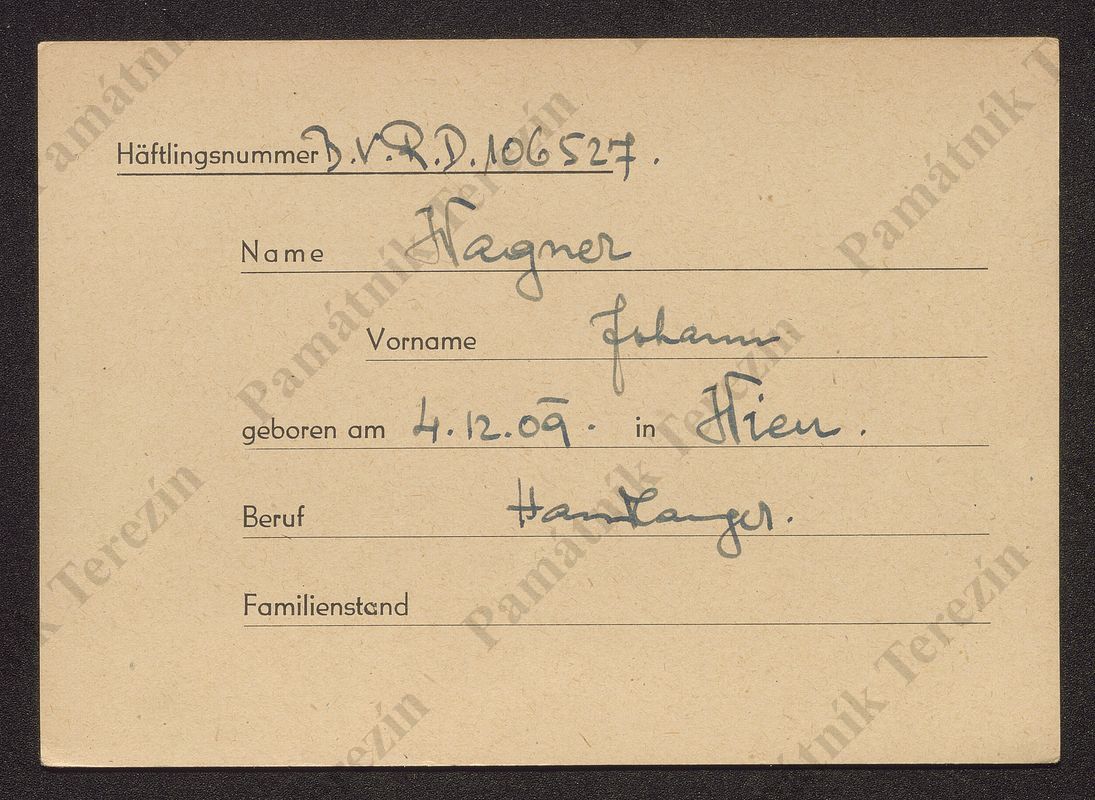 Häftlingsnummer B.V.R.D. 106527.
Name Wagner
Vorname Johann
geboren am 4.12.09. in Wien.
Beruf Handlanger.
Familienstand
Památník Terezín